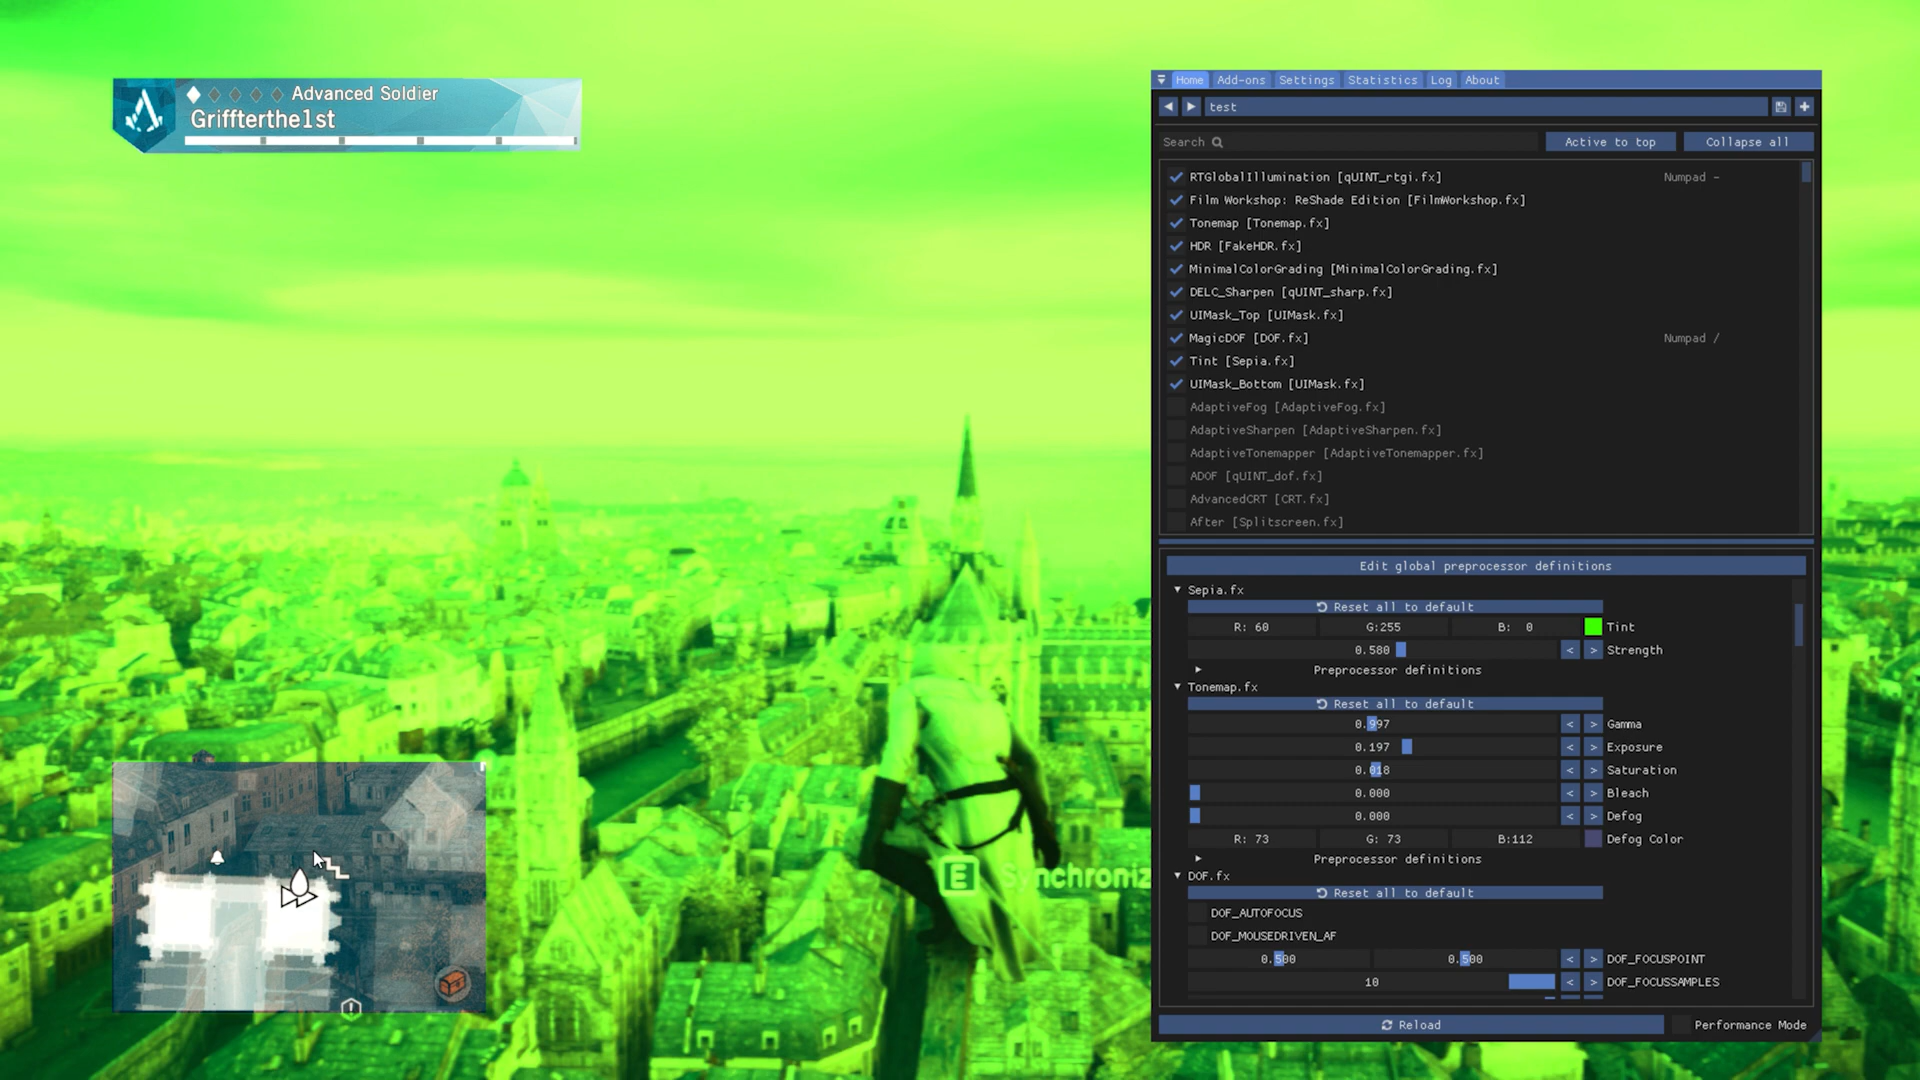 Advanced Soldier
Griffterthe1st
E Synchroniz
Home Add-ons Settings Statistics Log About
test
Search Active to top Collapse all
RTGlobalIllumination [qUINT_rtgi.fx] Numpad -
Film Workshop: ReShade Edition [FilmWorkshop.fx]
Tonemap [Tonemap.fx]
HDR [FakeHDR.fx]
MinimalColorGrading [MinimalColorGrading.fx]
DELC_Sharpen [qUINT_sharp.fx]
UIMask_Top [UIMask.fx]
MagicDOF [DOF.fx] Numpad /
Tint [Sepia.fx]
UIMask_Bottom [UIMask.fx]
AdaptiveFog [AdaptiveFog.fx]
AdaptiveSharpen [AdaptiveSharpen.fx]
AdaptiveTonemapper [AdaptiveTonemapper.fx]
ADOF [qUINT_dof.fx]
AdvancedCRT [CRT.fx]
After [Splitscreen.fx]
Edit global preprocessor definitions
Sepia.fx
Reset all to default
R: 60 G:255 B: 0 Tint
0.580 < > Strength
Preprocessor definitions
Tonemap.fx
Reset all to default
0.997 < > Gamma
0.197 < > Exposure
0.018 < > Saturation
0.000 < > Bleach
0.000 < > Defog
R: 73 G: 73 B:112 Defog Color
Preprocessor definitions
DOF.fx
Reset all to default
DOF_AUTOFOCUS
DOF_MOUSEDRIVEN_AF
0.500 0.500 < > DOF_FOCUSPOINT
10 < > DOF_FOCUSSAMPLES
Reload Performance Mode